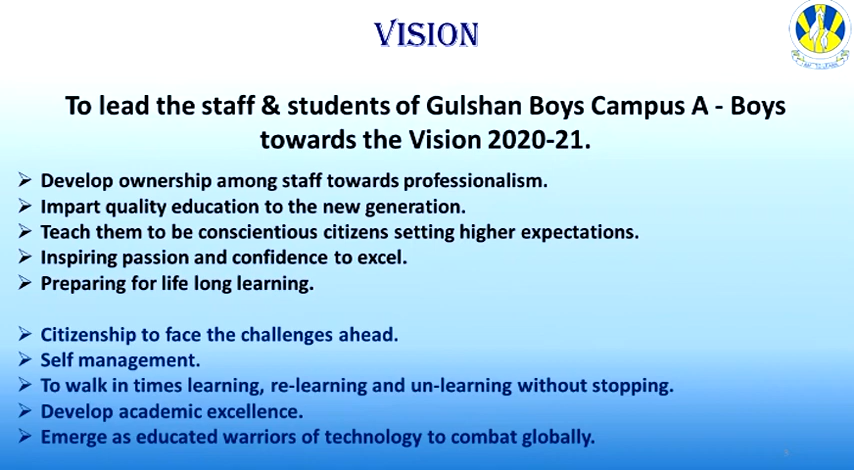 VISION
To lead the staff & students of Gulshan Boys Campus A - Boys
towards the Vision 2020-21.
➢ Develop ownership among staff towards professionalism.
➢ Impart quality education to the new generation.
➢ Teach them to be conscientious citizens setting higher expectations.
➢ Inspiring passion and confidence to excel.
➢ Preparing for life long learning.
➢ Citizenship to face the challenges ahead.
➢ Self management.
➢ To walk in times learning, re-learning and un-learning without stopping.
➢ Develop academic excellence.
➢ Emerge as educated warriors of technology to combat globally.
3